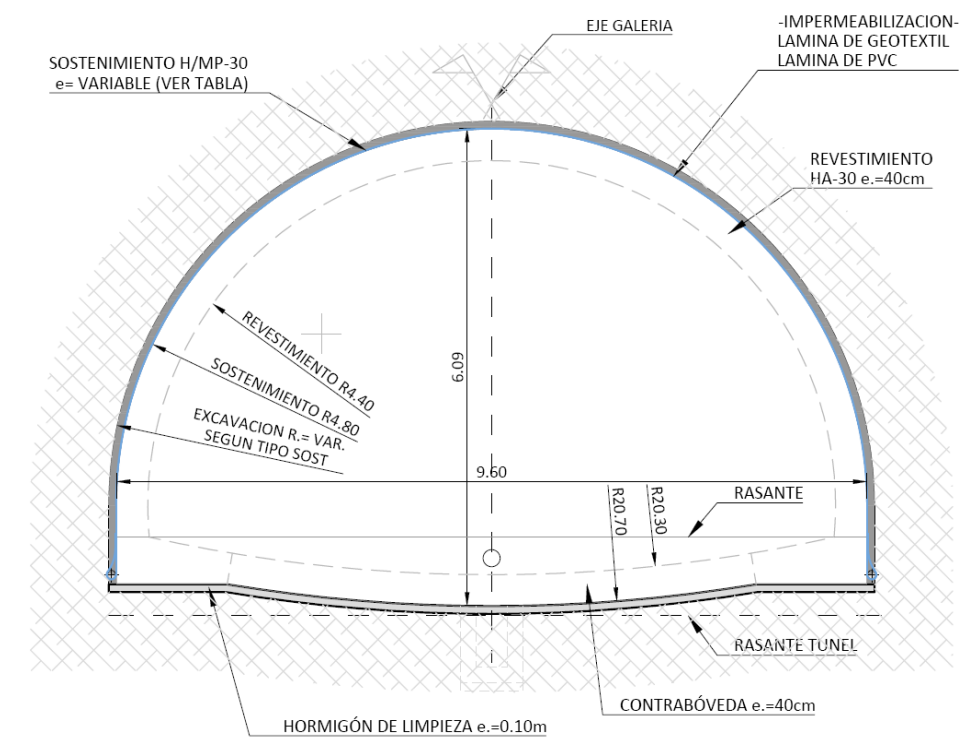 EJE GALERIA
-IMPERMEABILIZACION-
LAMINA DE GEOTEXTIL
LAMINA DE PVC
SOSTENIMIENTO H/MP-30
e= VARIABLE (VER TABLA)
REVESTIMIENTO
HA-30 e.=40cm
REVESTIMIENTO R4.40
SOSTENIMIENTO R4.80
EXCAVACION R.= VAR.
SEGUN TIPO SOST
6.09
9.60
R20.70
R20.30
RASANTE
RASANTE TUNEL
CONTRABÓVEDA e.=40cm
HORMIGÓN DE LIMPIEZA e.=0.10m